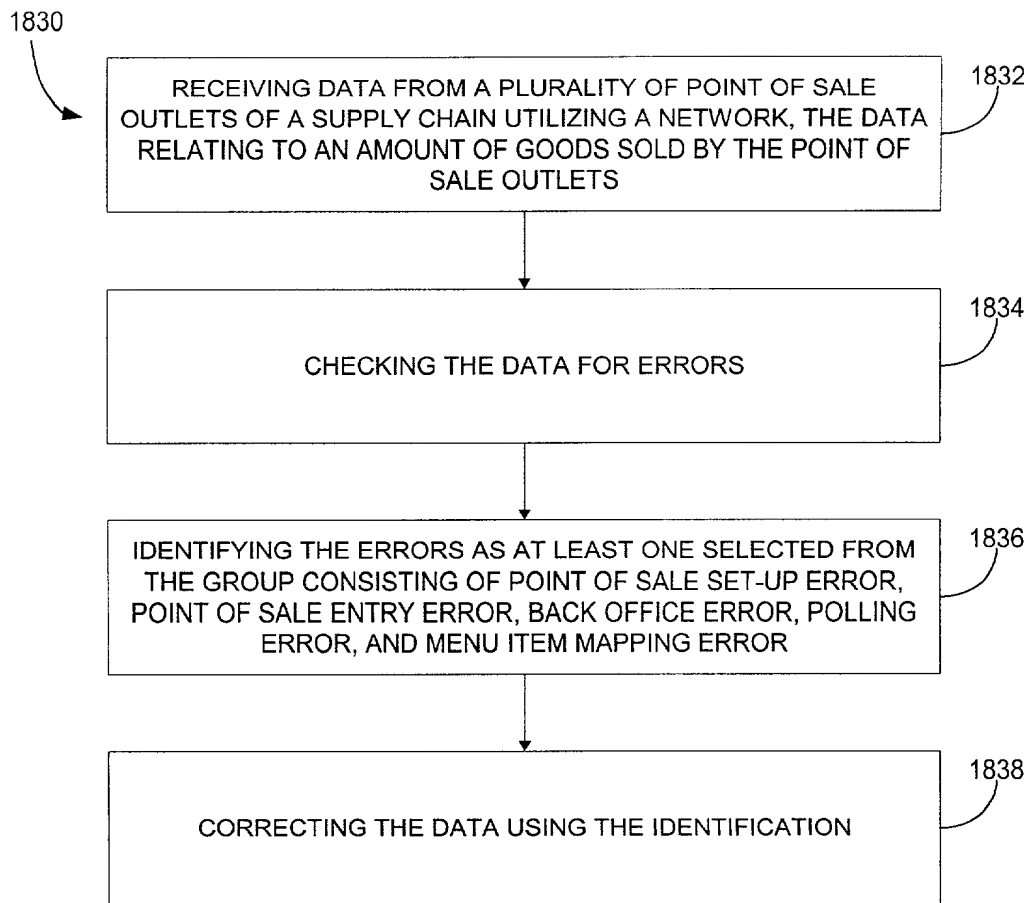 1830
RECEIVING DATA FROM A PLURALITY OF POINT OF SALE
OUTLETS OF A SUPPLY CHAIN UTILIZING A NETWORK, THE DATA
RELATING TO AN AMOUNT OF GOODS SOLD BY THE POINT OF
SALE OUTLETS
1832
CHECKING THE DATA FOR ERRORS
1834
IDENTIFYING THE ERRORS AS AT LEAST ONE SELECTED FROM
THE GROUP CONSISTING OF POINT OF SALE SET-UP ERROR,
POINT OF SALE ENTRY ERROR, BACK OFFICE ERROR, POLLING
ERROR, AND MENU ITEM MAPPING ERROR
1836
CORRECTING THE DATA USING THE IDENTIFICATION
1838